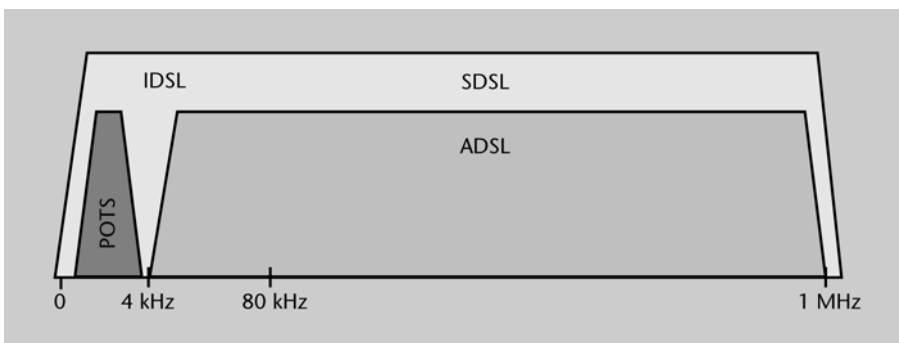 IDSL SDSL
ADSL
POTS
0 4 kHz 80 kHz 1 MHz